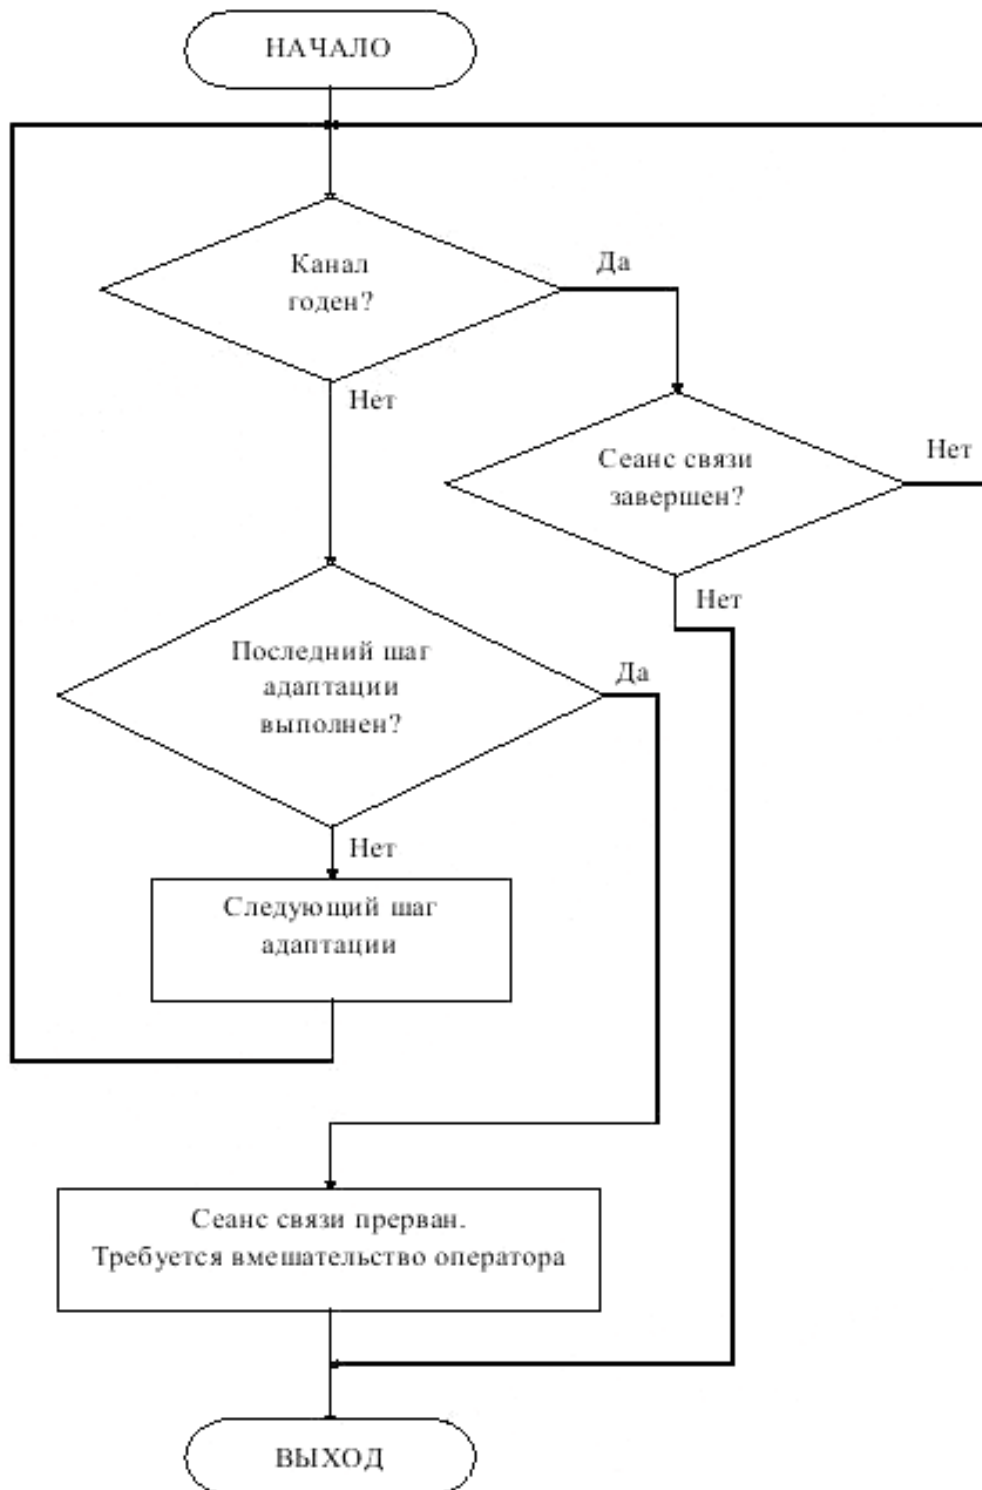 НАЧАЛО
Канал
годен?
Да
Нет
Сеанс связи
завершен?
Нет
Нет
Последний шаг
адаптации
выполнен?
Да
Нет
Следующий шаг
адаптации
Сеанс связи прерван.
Требуется вмешательство оператора
ВЫХОД